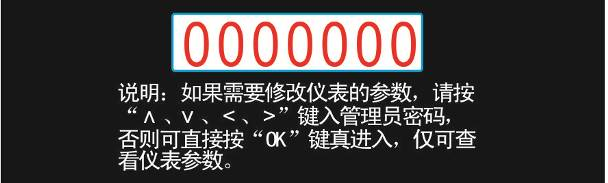 0000000
说明：如果需要修改仪表的参数，请按
“∧、∨、<、>”键入管理员密码，
否则可直接按“OK”键真进入，仅可查
看仪表参数。